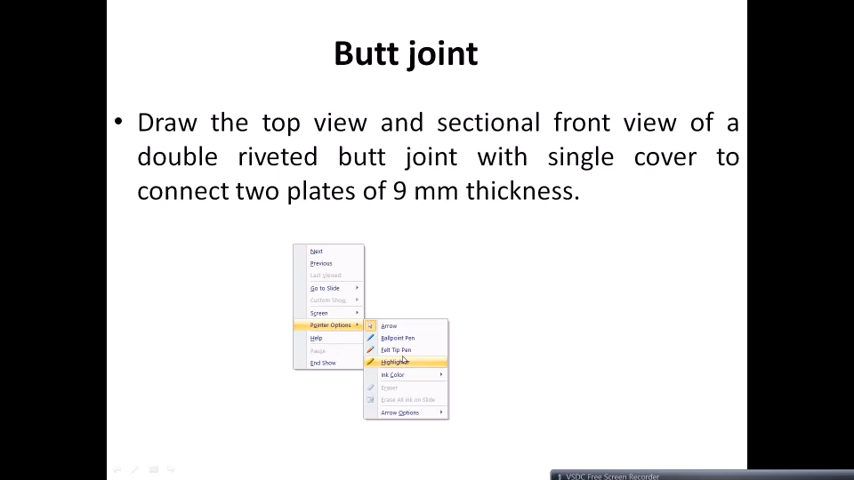 Butt joint
• Draw the top view and sectional front view of a
double riveted butt joint with single cover to
connect two plates of 9 mm thickness.
Next
Previous
Last Viewed
Go to Slide
Custom Show
Screen
Pointer Options
Help
Pause
End Show
Arrow
Ballpoint Pen
Felt Tip Pen
Highlighter
Ink Color
Eraser
Erase All Ink on Slide
Arrow Options
VSDC Free Screen Recorder